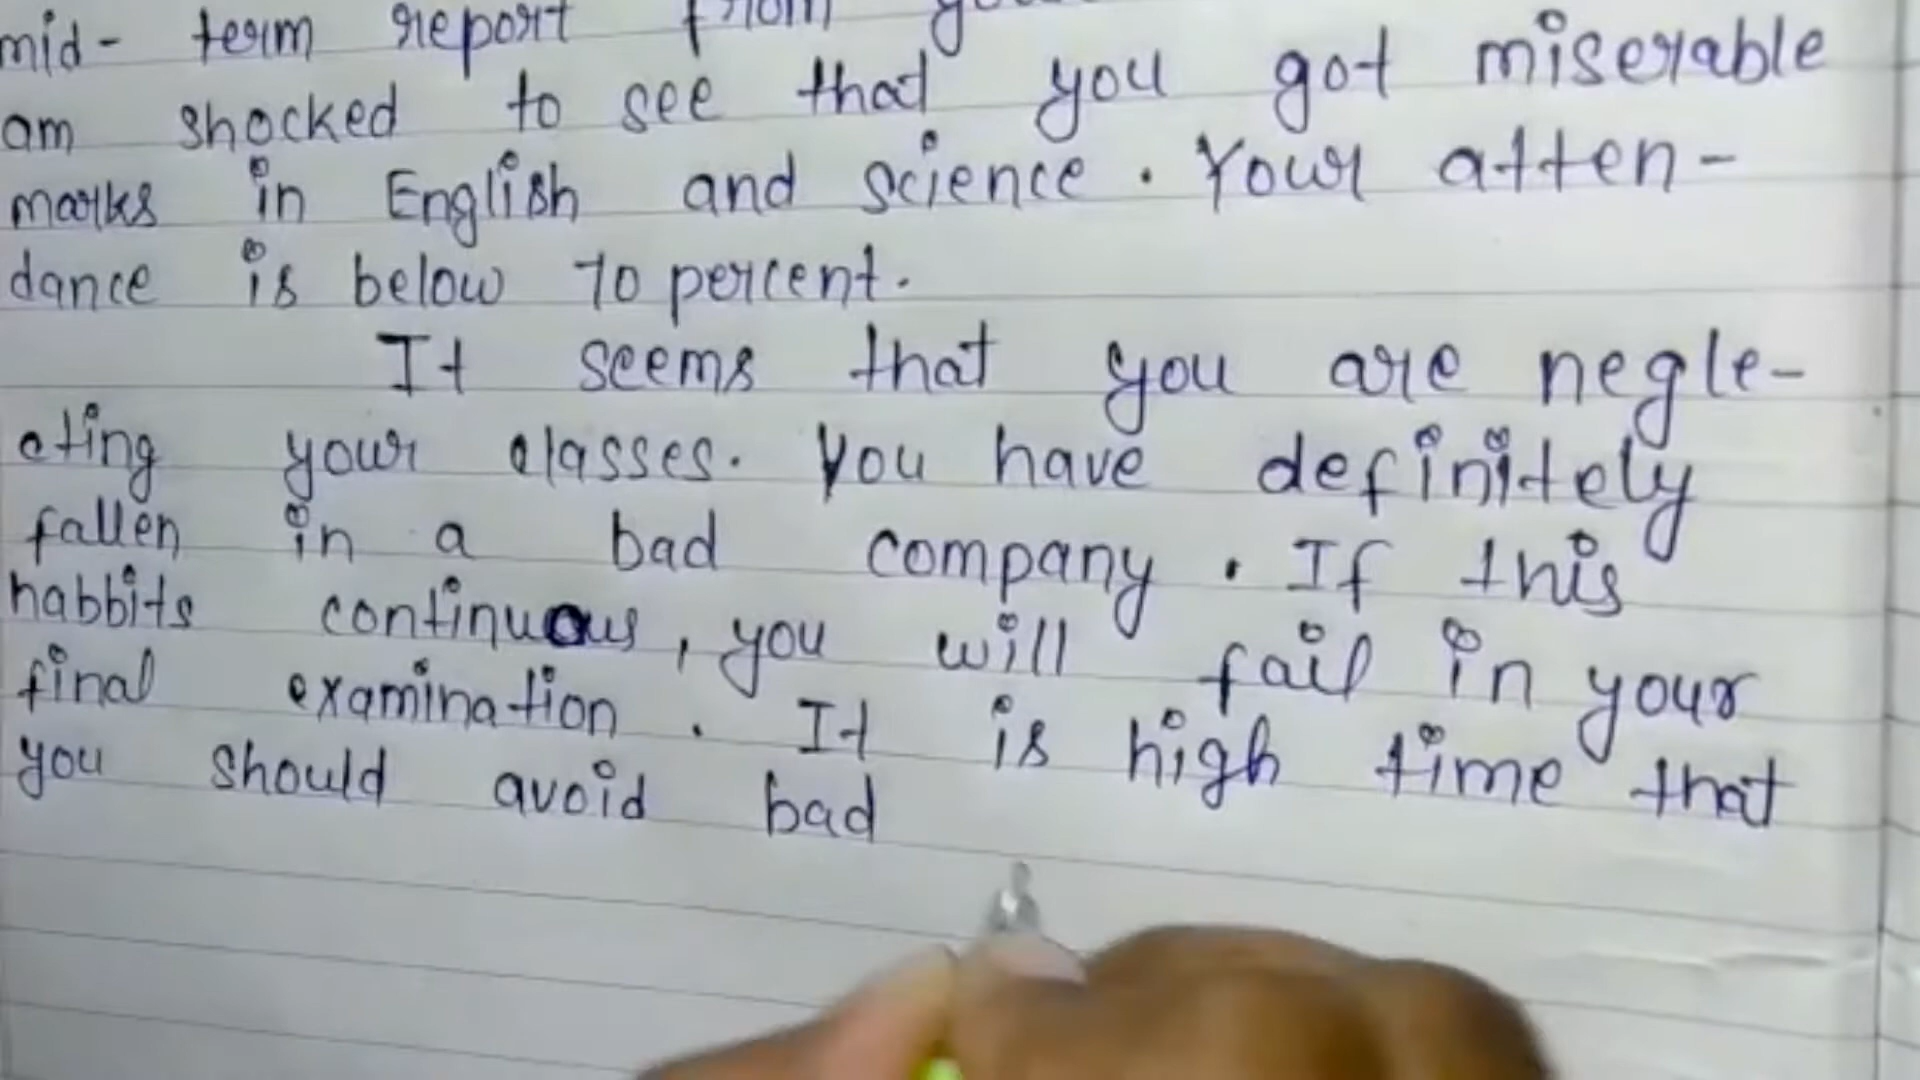 mid- term report from
am shocked to see that you got miserable
marks in English and science. Your atten-
dance is below 70 percent.
It seems that you are negle-
cting your classes. You have definitely
fallen in a bad company. If this
habbits continuous, you will fail in your
final examination. It is high time that
you should avoid bad